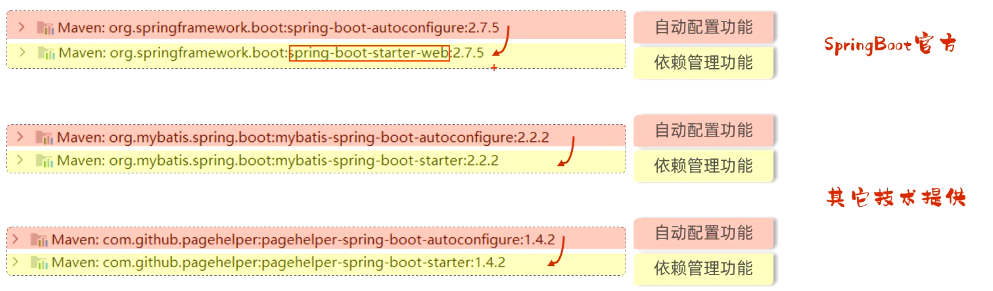 Maven: org.springframework.boot:spring-boot-autoconfigure:2.7.5
自动配置功能
Maven: org.springframework.boot:spring-boot-starter-web:2.7.5
依赖管理功能
SpringBoot官方
Maven: org.mybatis.spring.boot:mybatis-spring-boot-autoconfigure:2.2.2
自动配置功能
Maven: org.mybatis.spring.boot:mybatis-spring-boot-starter:2.2.2
依赖管理功能
其它技术提供
Maven: com.github.pagehelper:pagehelper-spring-boot-autoconfigure:1.4.2
自动配置功能
Maven: com.github.pagehelper:pagehelper-spring-boot-starter:1.4.2
依赖管理功能